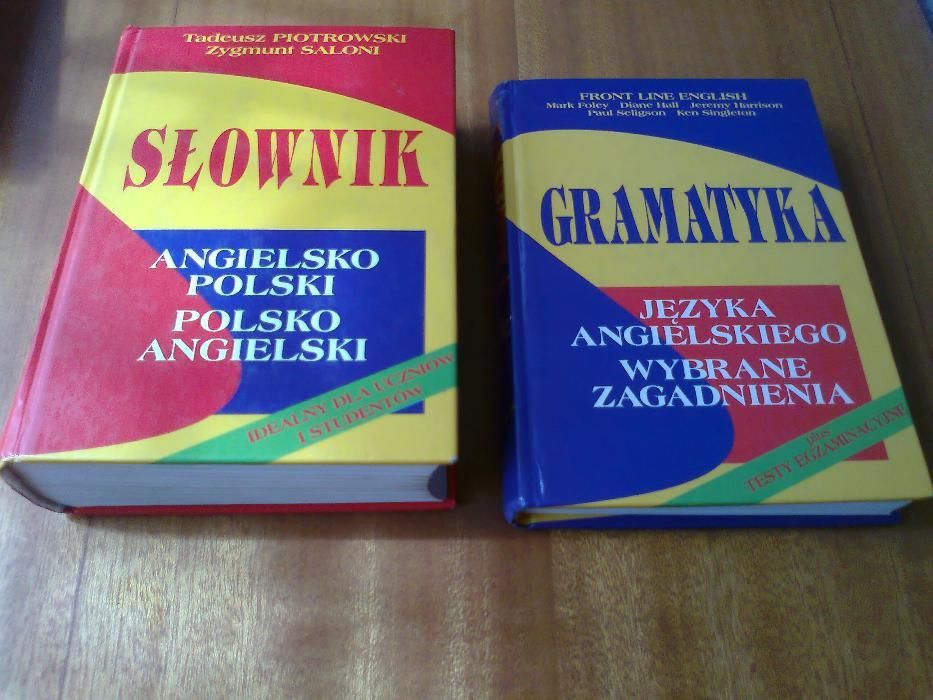 Tadeusz PIOTROWSKI
Zygmunt SALONI
SŁOWNIK
ANGIELSKO
POLSKI
POLSKO
ANGIELSKI
IDEALNY DLA UCZNIÓW
I STUDENTÓW
FRONT LINE ENGLISH
Mark Foley Diane Hall Jeremy Harrison
Paul Seligson Ken Singleton
GRAMATYKA
JĘZYKA
ANGIELSKIEGO
WYBRANE
ZAGADNIENIA
plus
TESTY EGZAMINACYJNE